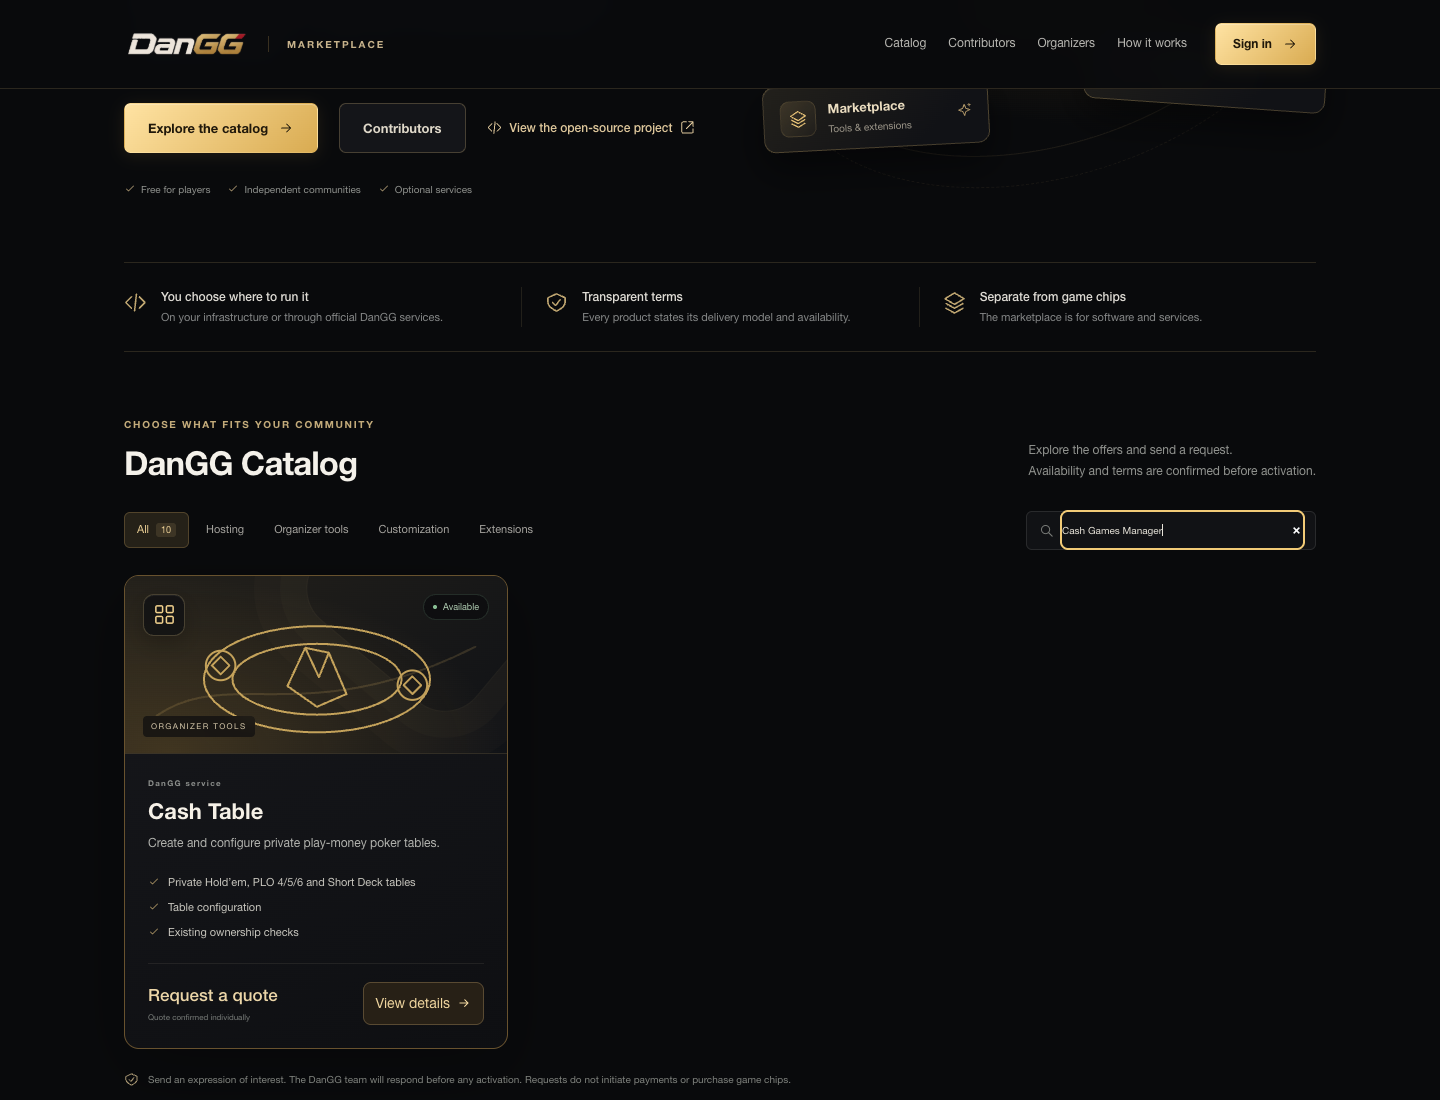 DanGG
MARKETPLACE
Catalog
Contributors
Organizers
How it works
Sign in
Explore the catalog
Contributors
View the open-source project
Marketplace
Tools & extensions
Free for players
Independent communities
Optional services
You choose where to run it
On your infrastructure or through official DanGG services.
Transparent terms
Every product states its delivery model and availability.
Separate from game chips
The marketplace is for software and services.
CHOOSE WHAT FITS YOUR COMMUNITY
DanGG Catalog
Explore the offers and send a request.
Availability and terms are confirmed before activation.
All 10
Hosting
Organizer tools
Customization
Extensions
Cash Games Manager
Available
ORGANIZER TOOLS
DanGG service
Cash Table
Create and configure private play-money poker tables.
Private Hold'em, PLO 4/5/6 and Short Deck tables
Table configuration
Existing ownership checks
Request a quote
Quote confirmed individually
View details
Send an expression of interest. The DanGG team will respond before any activation. Requests do not initiate payments or purchase game chips.